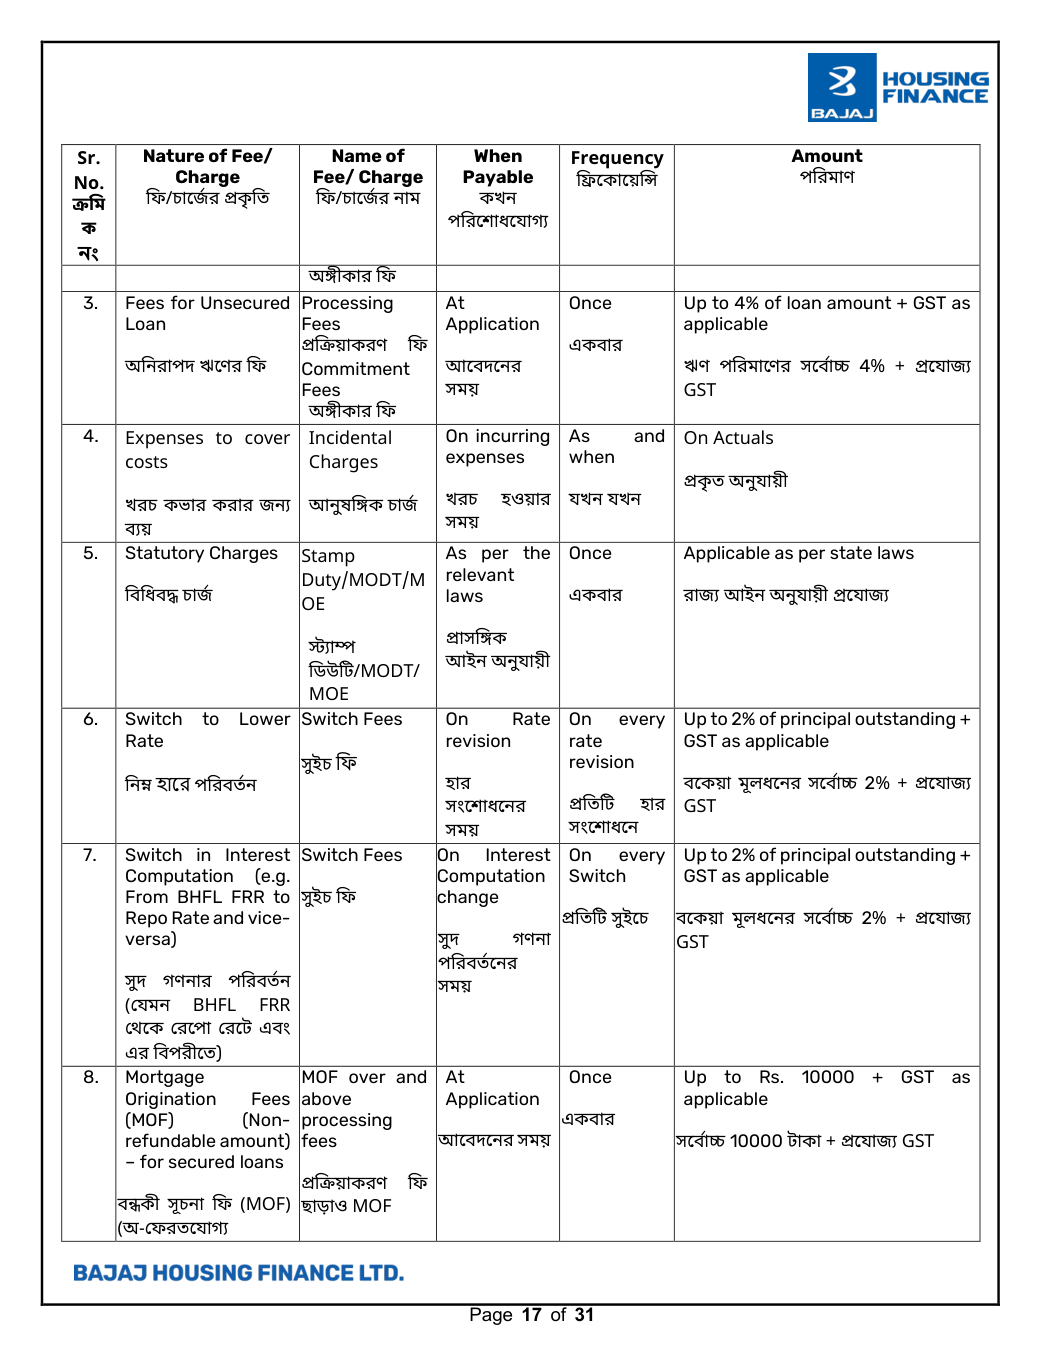 BAJAJ
HOUSING
FINANCE
Sr.
No.
ক্রমি
ক
নং
Nature of Fee/
Charge
ফি/চার্জের প্রকৃতি
Name of
Fee/ Charge
ফি/চার্জের নাম
When
Payable
কখন
পরিশোধযোগ্য
Frequency
ফ্রিকোয়েন্সি
Amount
পরিমাণ
অঙ্গীকার ফি
3.
Fees for Unsecured
Loan
অনিরাপদ ঋণের ফি
Processing
Fees
প্রক্রিয়াকরণ ফি
Commitment
Fees
অঙ্গীকার ফি
At
Application
আবেদনের
সময়
Once
একবার
Up to 4% of loan amount + GST as
applicable
ঋণ পরিমাণের সর্বোচ্চ 4% + প্রযোজ্য
GST
4.
Expenses to cover
costs
খরচ কভার করার জন্য
ব্যয়
Incidental
Charges
আনুষঙ্গিক চার্জ
On incurring
expenses
খরচ হওয়ার
সময়
As and
when
যখন যখন
On Actuals
প্রকৃত অনুযায়ী
5.
Statutory Charges
বিধিবদ্ধ চার্জ
Stamp
Duty/MODT/M
OE
স্ট্যাম্প
ডিউটি/MODT/
MOE
As per the
relevant
laws
প্রাসঙ্গিক
আইন অনুযায়ী
Once
একবার
Applicable as per state laws
রাজ্য আইন অনুযায়ী প্রযোজ্য
6.
Switch to Lower
Rate
নিম্ন হারে পরিবর্তন
Switch Fees
সুইচ ফি
On Rate
revision
হার
সংশোধনের
সময়
On every
rate
revision
প্রতিটি হার
সংশোধনে
Up to 2% of principal outstanding +
GST as applicable
বকেয়া মূলধনের সর্বোচ্চ 2% + প্রযোজ্য
GST
7.
Switch in Interest
Computation (e.g.
From BHFL FRR to
Repo Rate and vice-
versa)
সুদ গণনার পরিবর্তন
(যেমন BHFL FRR
থেকে রেপো রেটে এবং
এর বিপরীতে)
Switch Fees
সুইচ ফি
On Interest
Computation
change
সুদ গণনা
পরিবর্তনের
সময়
On every
Switch
প্রতিটি সুইচে
Up to 2% of principal outstanding +
GST as applicable
বকেয়া মূলধনের সর্বোচ্চ 2% + প্রযোজ্য
GST
8.
Mortgage
Origination Fees
(MOF) (Non-
refundable amount)
– for secured loans
বন্ধকী সূচনা ফি (MOF)
(অ-ফেরতযোগ্য
MOF over and
above
processing
fees
প্রক্রিয়াকরণ ফি
ছাড়াও MOF
At
Application
আবেদনের সময়
Once
একবার
Up to Rs. 10000 + GST as
applicable
সর্বোচ্চ 10000 টাকা + প্রযোজ্য GST
BAJAJ HOUSING FINANCE LTD.
Page 17 of 31